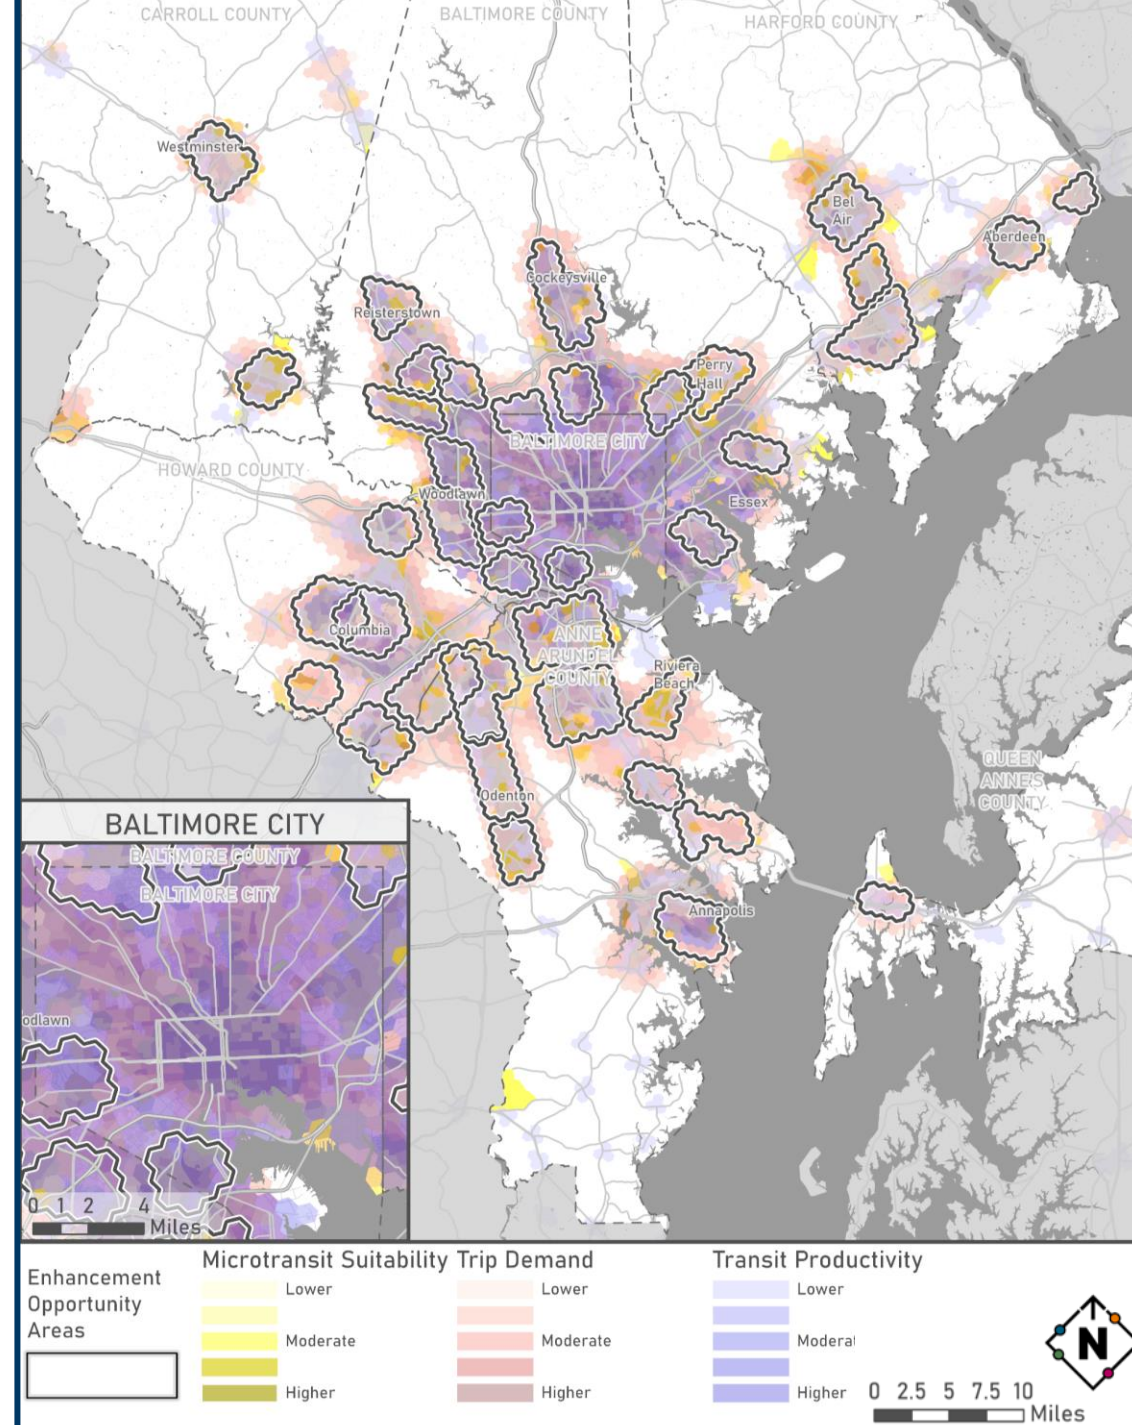 CARROLL COUNTY
BALTIMORE COUNTY
HARFORD COUNTY
Westminster
Bel
Air
Aberdeen
Cockeysville
Reisterstown
Perry
Hall
BALTIMORE CITY
HOWARD COUNTY
Woodlawn
Essex
Columbia
ANNE
ARUNDEL
COUNTY
Riviera
Beach
QUEEN
ANNE'S
COUNTY
Odenton
Annapolis
BALTIMORE CITY
BALTIMORE COUNTY
BALTIMORE CITY
odlawn
0 1 2 4
Miles
Enhancement
Opportunity
Areas
Microtransit Suitability
Lower
Moderate
Higher
Trip Demand
Lower
Moderate
Higher
Transit Productivity
Lower
Modera
Higher
N
0 2.5 5 7.5 10
Miles